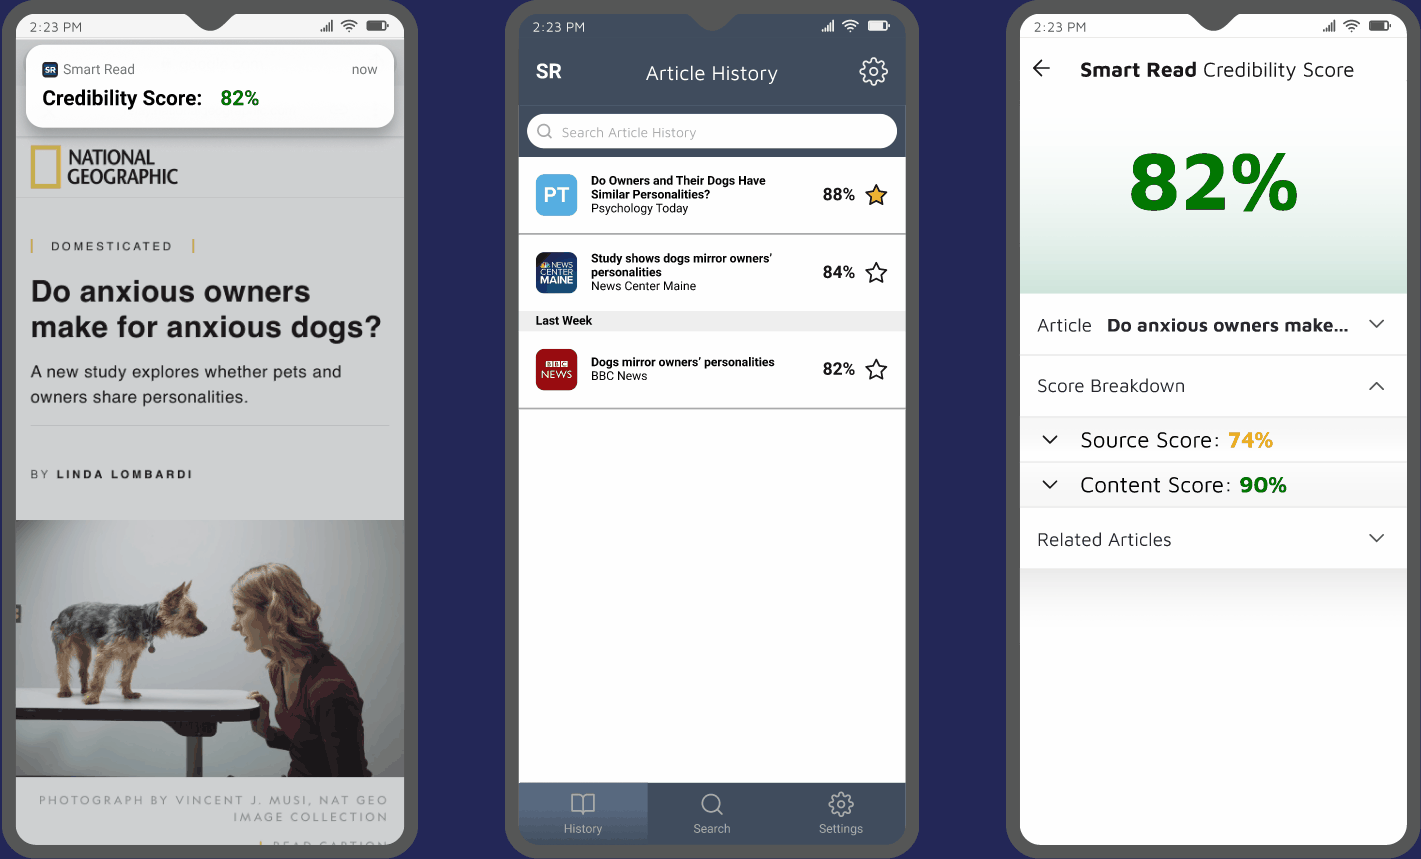 2:23 PM
SR Smart Read now
Credibility Score: 82%
NATIONAL
GEOGRAPHIC
DOMESTICATED
Do anxious owners
make for anxious dogs?
A new study explores whether pets and
owners share personalities.
BY LINDA LOMBARDI
PHOTOGRAPH BY VINCENT J. MUSI, NAT GEO
IMAGE COLLECTION
READ CAPTION
2:23 PM
SR Article History
Search Article History
PT
Do Owners and Their Dogs Have
Similar Personalities?
Psychology Today
88%
NEWS
CENTER
MAINE
Study shows dogs mirror owners’
personalities
News Center Maine
84%
Last Week
BBC
NEWS
Dogs mirror owners’ personalities
BBC News
82%
History Search Settings
2:23 PM
Smart Read Credibility Score
82%
Article Do anxious owners make...
Score Breakdown
Source Score: 74%
Content Score: 90%
Related Articles